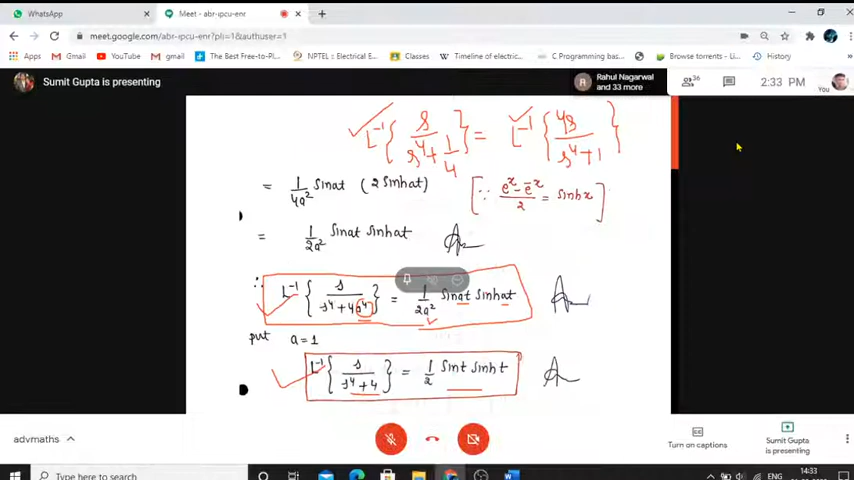 WhatsApp
Meet - abr-ipcu-enr
meet.google.com/abr-ipcu-enr?pli=1&authuser=1
Apps M Gmail YouTube gmail The Best Free-to-Pl... NPTEL :: Electrical E... Classes Timeline of electric... C Programming basi... Browse torrents - Li... History
Sumit Gupta is presenting
A Rahul Nagarwal and 33 more
36
2:33 PM
You
L⁻¹{ s / (s⁴ + 1/4) } = L⁻¹{ 4s / (s⁴+1) }
= 1/4a² sinat (2 sinhat) [∵ (eˣ - e⁻ˣ)/2 = sinhx]
= 1/2a² sinat sinhat
∴ L⁻¹{ s / (s⁴ + 4a⁴) } = 1/2a² sinat sinhat
put a = 1
L⁻¹{ s / (s⁴ + 4) } = 1/2 sint sinht
advmaths
Turn on captions
Sumit Gupta
is presenting
Type here to search
ENG
14:33